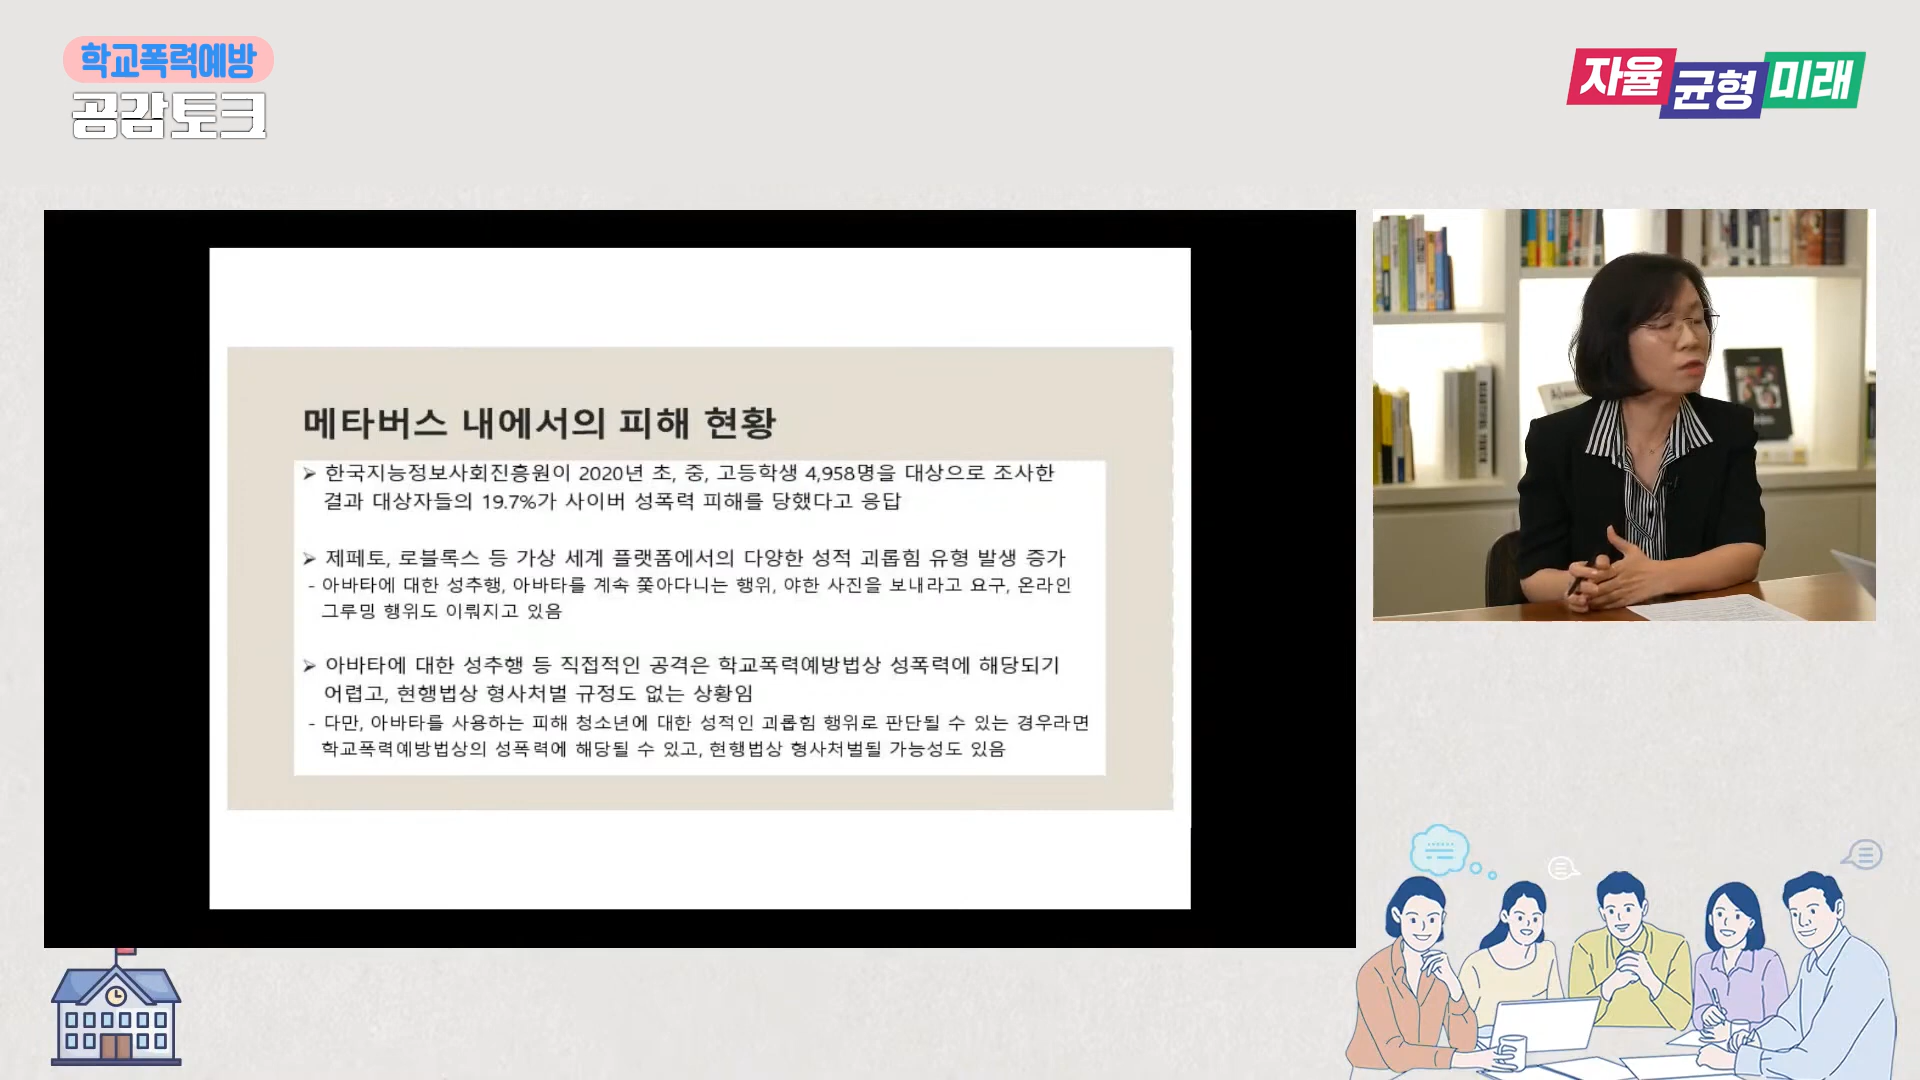 학교폭력예방
공감토크
자율 균형 미래
메타버스 내에서의 피해 현황
➢ 한국지능정보사회진흥원이 2020년 초, 중, 고등학생 4,958명을 대상으로 조사한
결과 대상자들의 19.7%가 사이버 성폭력 피해를 당했다고 응답
➢ 제페토, 로블록스 등 가상 세계 플랫폼에서의 다양한 성적 괴롭힘 유형 발생 증가
- 아바타에 대한 성추행, 아바타를 계속 쫓아다니는 행위, 야한 사진을 보내라고 요구, 온라인
그루밍 행위도 이뤄지고 있음
➢ 아바타에 대한 성추행 등 직접적인 공격은 학교폭력예방법상 성폭력에 해당되기
어렵고, 현행법상 형사처벌 규정도 없는 상황임
- 다만, 아바타를 사용하는 피해 청소년에 대한 성적인 괴롭힘 행위로 판단될 수 있는 경우라면
학교폭력예방법상의 성폭력에 해당될 수 있고, 현행법상 형사처벌될 가능성도 있음